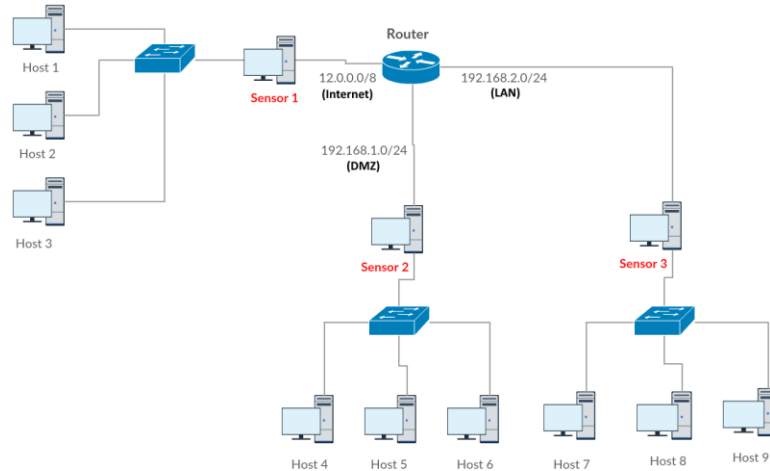 Router
Host 1
12.0.0.0/8
(Internet)
192.168.2.0/24
(LAN)
Sensor 1
Host 2
192.168.1.0/24
(DMZ)
Host 3
Sensor 2
Sensor 3
Host 4
Host 5
Host 6
Host 7
Host 8
Host 9